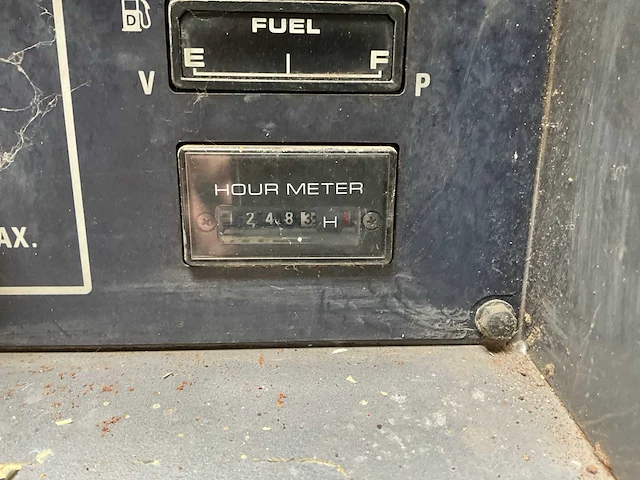 D
FUEL
E F
V P
HOUR METER
12483 H
AX.